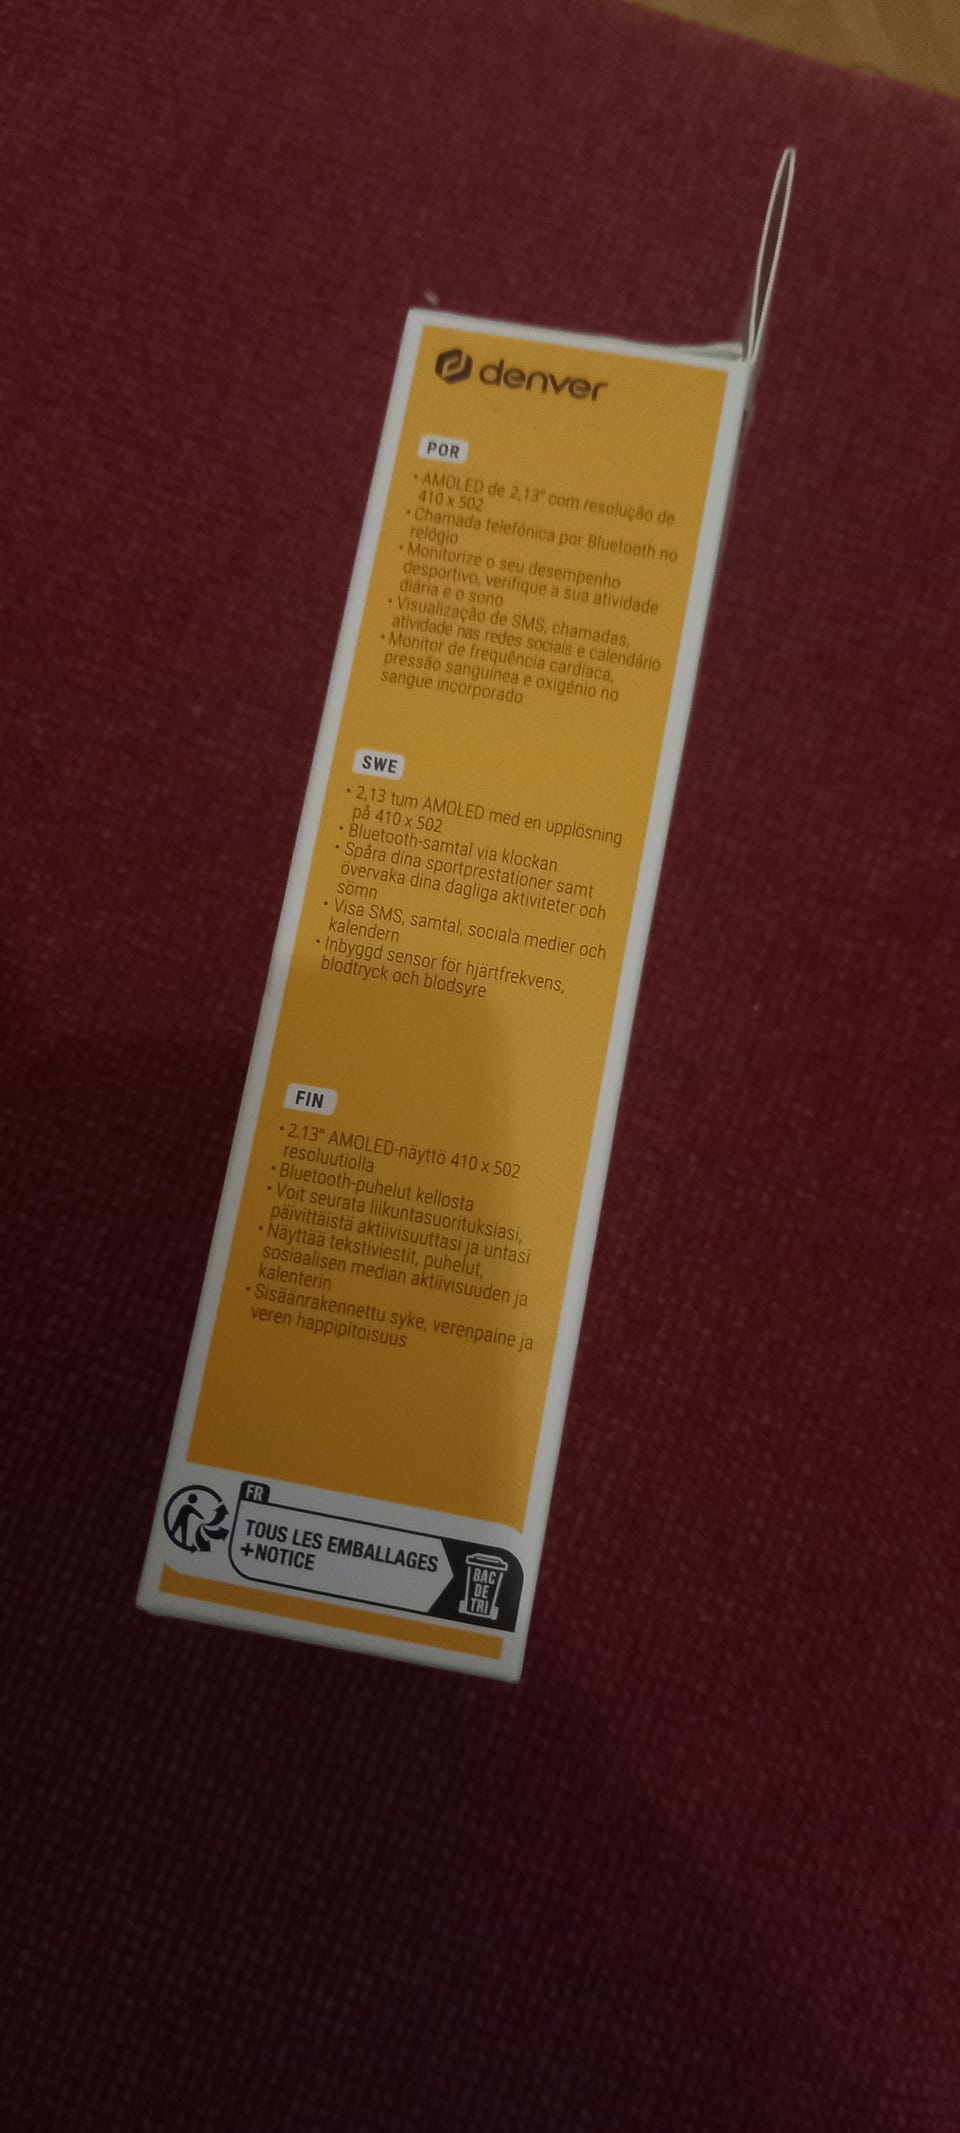 denver
POR
• AMOLED de 2,13" com resolução de
410 x 502
• Chamada telefónica por Bluetooth no
relógio
• Monitorize o seu desempenho
desportivo, verifique a sua atividade
diária e o sono
• Visualização de SMS, chamadas,
atividade nas redes sociais e calendário
• Monitor de frequência cardíaca,
pressão sanguínea e oxigénio no
sangue incorporado
SWE
• 2,13 tum AMOLED med en upplösning
på 410 x 502
• Bluetooth-samtal via klockan
• Spåra dina sportprestationer samt
övervaka dina dagliga aktiviteter och
sömn
• Visa SMS, samtal, sociala medier och
kalendern
• Inbyggd sensor för hjärtfrekvens,
blodtryck och blodsyre
FIN
• 2.13" AMOLED-näyttö 410 x 502
resoluutiolla
• Bluetooth-puhelut kellosta
• Voit seurata liikuntasuorituksiasi,
päivittäistä aktiivisuuttasi ja untasi
• Näyttää tekstiviestit, puhelut,
sosiaalisen median aktiivisuuden ja
kalenterin
• Sisäänrakennettu syke, verenpaine ja
veren happipitoisuus
FR
TOUS LES EMBALLAGES
+NOTICE
BAC
DE
TRI